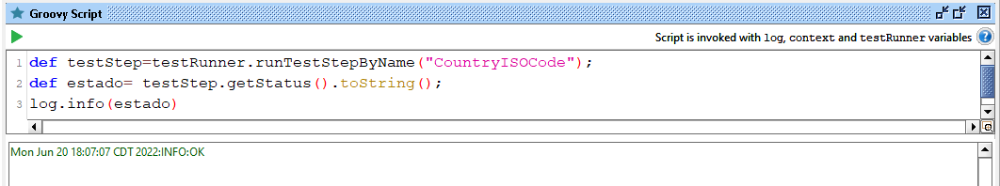 Groovy Script
Script is invoked with log, context and testRunner variables
1 def testStep=testRunner.runTestStepByName("CountryISOCode");
2 def estado= testStep.getStatus().toString();
3 log.info(estado)
Mon Jun 20 18:07:07 CDT 2022:INFO:OK